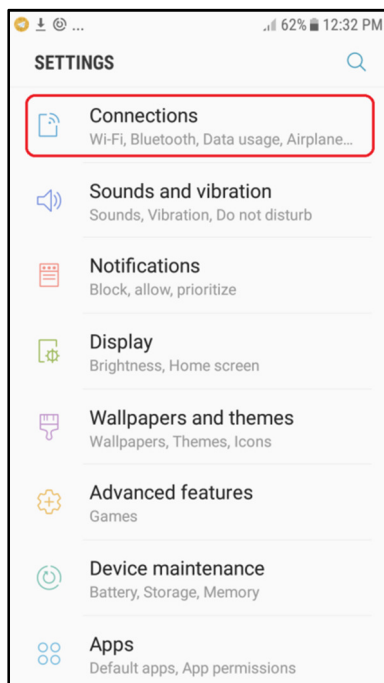 ... 62% 12:32 PM
SETTINGS
Connections
Wi-Fi, Bluetooth, Data usage, Airplane...
Sounds and vibration
Sounds, Vibration, Do not disturb
Notifications
Block, allow, prioritize
Display
Brightness, Home screen
Wallpapers and themes
Wallpapers, Themes, Icons
Advanced features
Games
Device maintenance
Battery, Storage, Memory
Apps
Default apps, App permissions